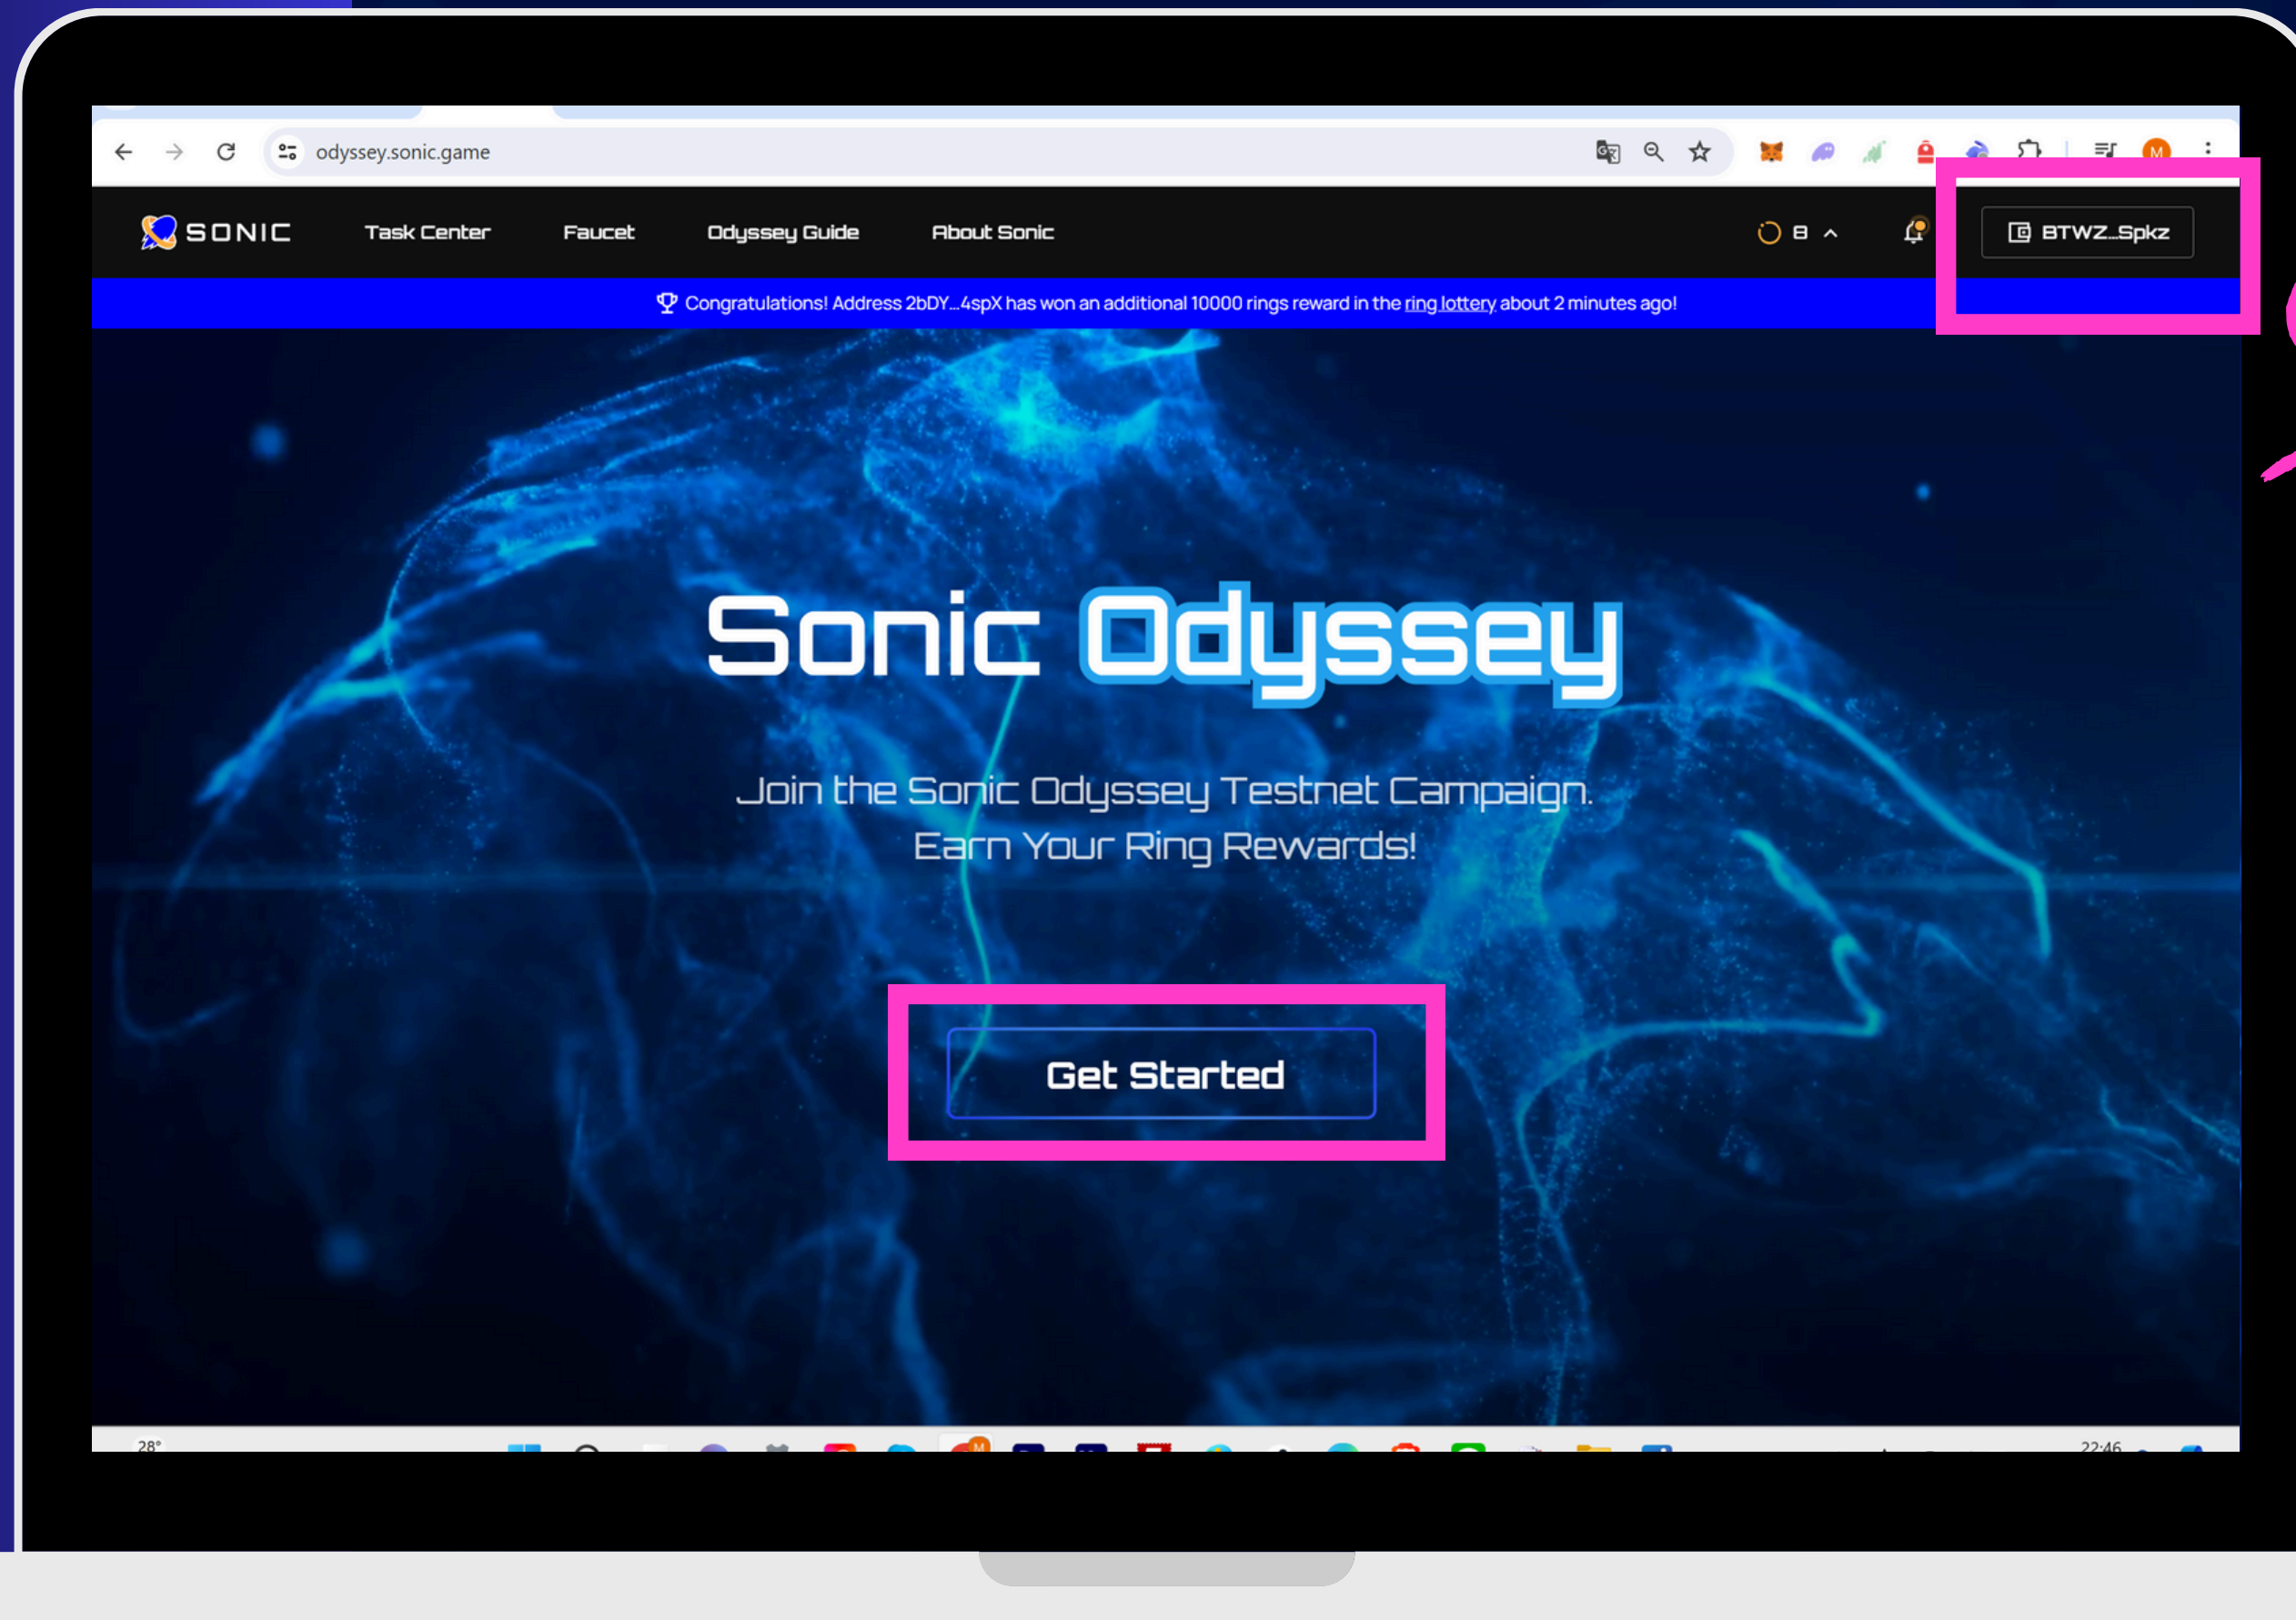 odyssey.sonic.game
M
SONIC
Task Center
Faucet
Odyssey Guide
About Sonic
8
BTWZ...Spkz
Congratulations! Address 2bDY...4spX has won an additional 10000 rings reward in the ring lottery about 2 minutes ago!
Sonic Odyssey
Join the Sonic Odyssey Testnet Campaign.
Earn Your Ring Rewards!
Get Started
28°
M
22:46